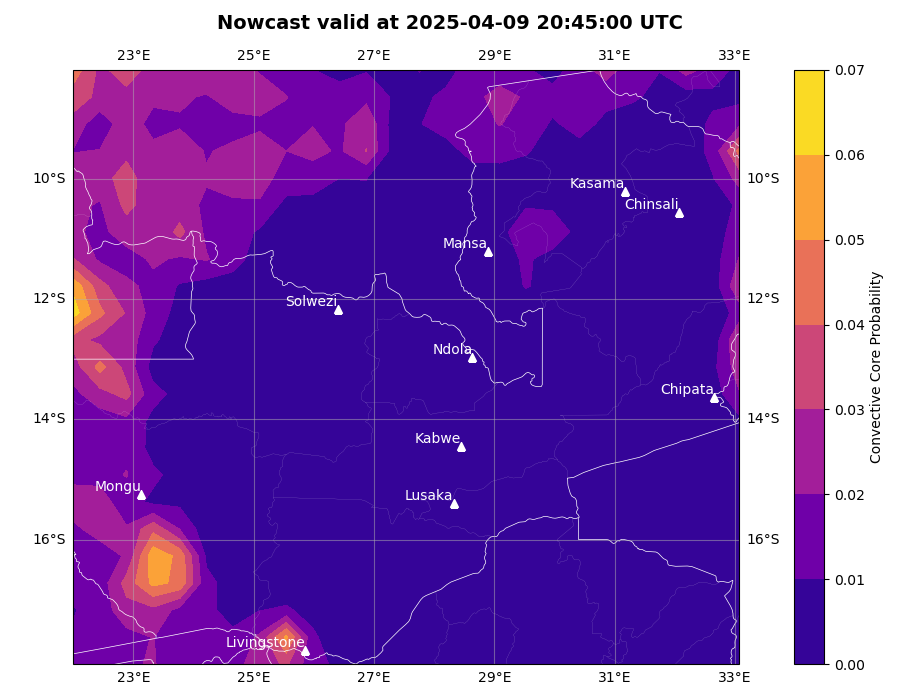 Nowcast valid at 2025-04-09 20:45:00 UTC
23°E 25°E 27°E 29°E 31°E 33°E
0.07
0.06
0.05
0.04
0.03
0.02
0.01
0.00
Convective Core Probability
10°S 10°S
12°S 12°S
14°S 14°S
16°S 16°S
Kasama
Chinsali
Mansa
Solwezi
Ndola
Chipata
Kabwe
Mongu
Lusaka
Livingstone
23°E 25°E 27°E 29°E 31°E 33°E